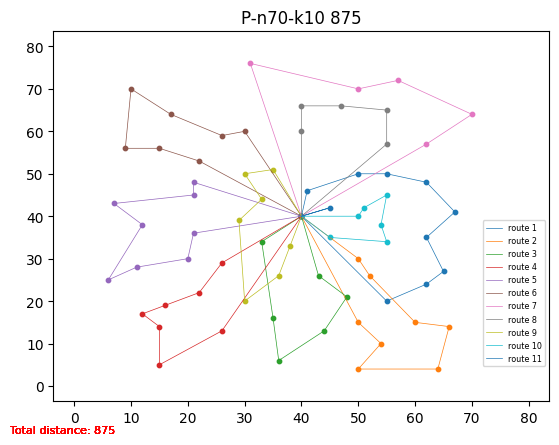 P-n70-k10 875
80
70
60
50
40
30
20
10
0
0 10 20 30 40 50 60 70 80
route 1
route 2
route 3
route 4
route 5
route 6
route 7
route 8
route 9
route 10
route 11
Total distance: 875